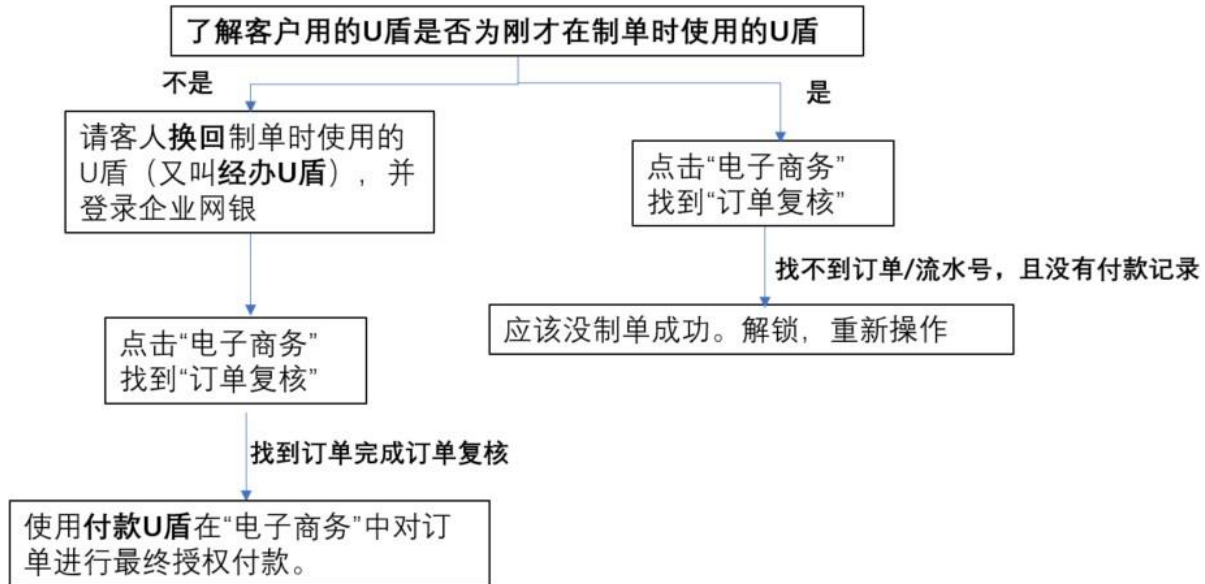 了解客户用的U盾是否为刚才在制单时使用的U盾
不是
是
请客人换回制单时使用的
U盾（又叫经办U盾），并
登录企业网银
点击“电子商务”
找到“订单复核”
找不到订单/流水号，且没有付款记录
应该没制单成功。解锁，重新操作
点击“电子商务”
找到“订单复核”
找到订单完成订单复核
使用付款U盾在“电子商务”中对订
单进行最终授权付款。